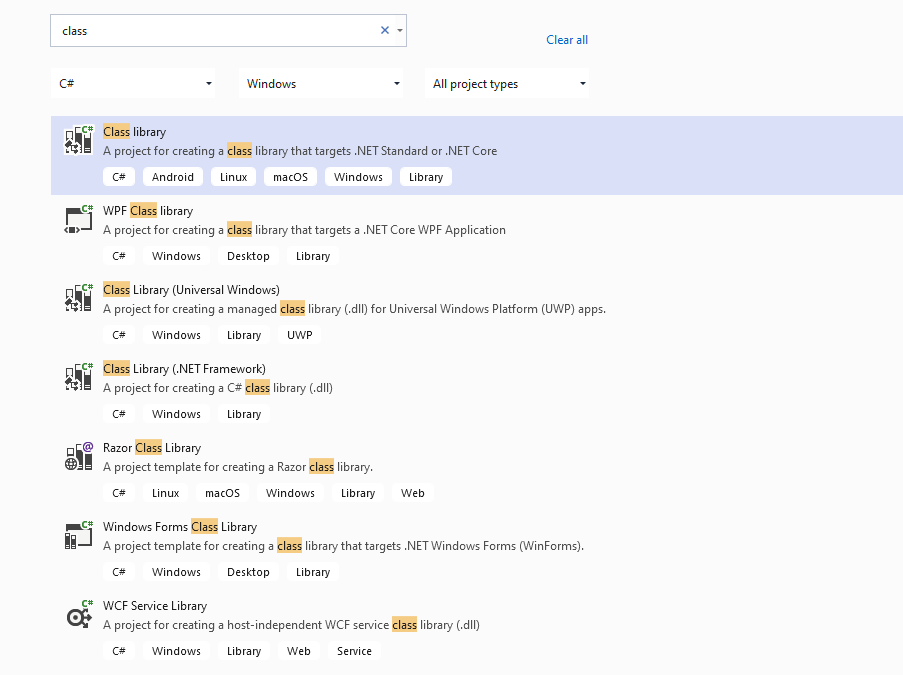 class
Clear all
C# Windows All project types
Class library
A project for creating a class library that targets .NET Standard or .NET Core
C# Android Linux macOS Windows Library
WPF Class library
A project for creating a class library that targets a .NET Core WPF Application
C# Windows Desktop Library
Class Library (Universal Windows)
A project for creating a managed class library (.dll) for Universal Windows Platform (UWP) apps.
C# Windows Library UWP
Class Library (.NET Framework)
A project for creating a C# class library (.dll)
C# Windows Library
Razor Class Library
A project template for creating a Razor class library.
C# Linux macOS Windows Library Web
Windows Forms Class Library
A project template for creating a class library that targets .NET Windows Forms (WinForms).
C# Windows Desktop Library
WCF Service Library
A project for creating a host-independent WCF service class library (.dll)
C# Windows Library Web Service